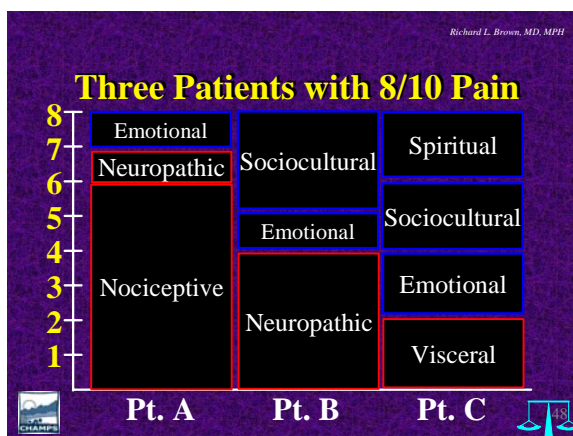 Richard L. Brown, MD, MPH
Three Patients with 8/10 Pain
8
7
6
5
4
3
2
1
Emotional
Neuropathic
Nociceptive
Sociocultural
Emotional
Neuropathic
Spiritual
Sociocultural
Emotional
Visceral
Pt. A
Pt. B
Pt. C
CHAMPS
48